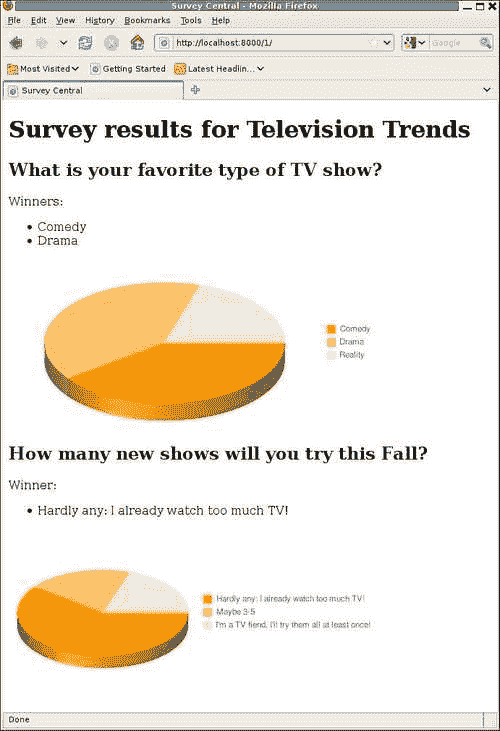 Survey Central - Mozilla Firefox
File Edit View History Bookmarks Tools Help
http://localhost:8000/1/
Google
Most Visited
Getting Started
Latest Headlin...
Survey Central
Survey results for Television Trends
What is your favorite type of TV show?
Winners:
• Comedy
• Drama
Comedy
Drama
Reality
How many new shows will you try this Fall?
Winner:
• Hardly any: I already watch too much TV!
Hardly any: I already watch too much TV!
Maybe 3-5
I'm a TV fiend, I'll try them all at least once!
Done